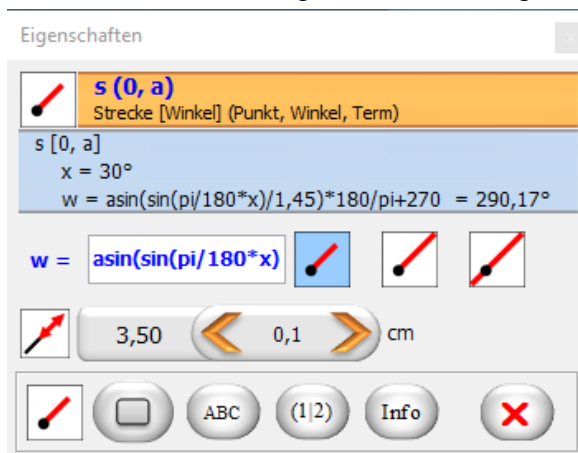 Eigenschaften
x
s (0, a)
Strecke [Winkel] (Punkt, Winkel, Term)
s [0, a]
x = 30°
w = asin(sin(pi/180*x)/1,45)*180/pi+270 = 290,17°
w = asin(sin(pi/180*x)
3,50 0,1 cm
ABC (1|2) Info